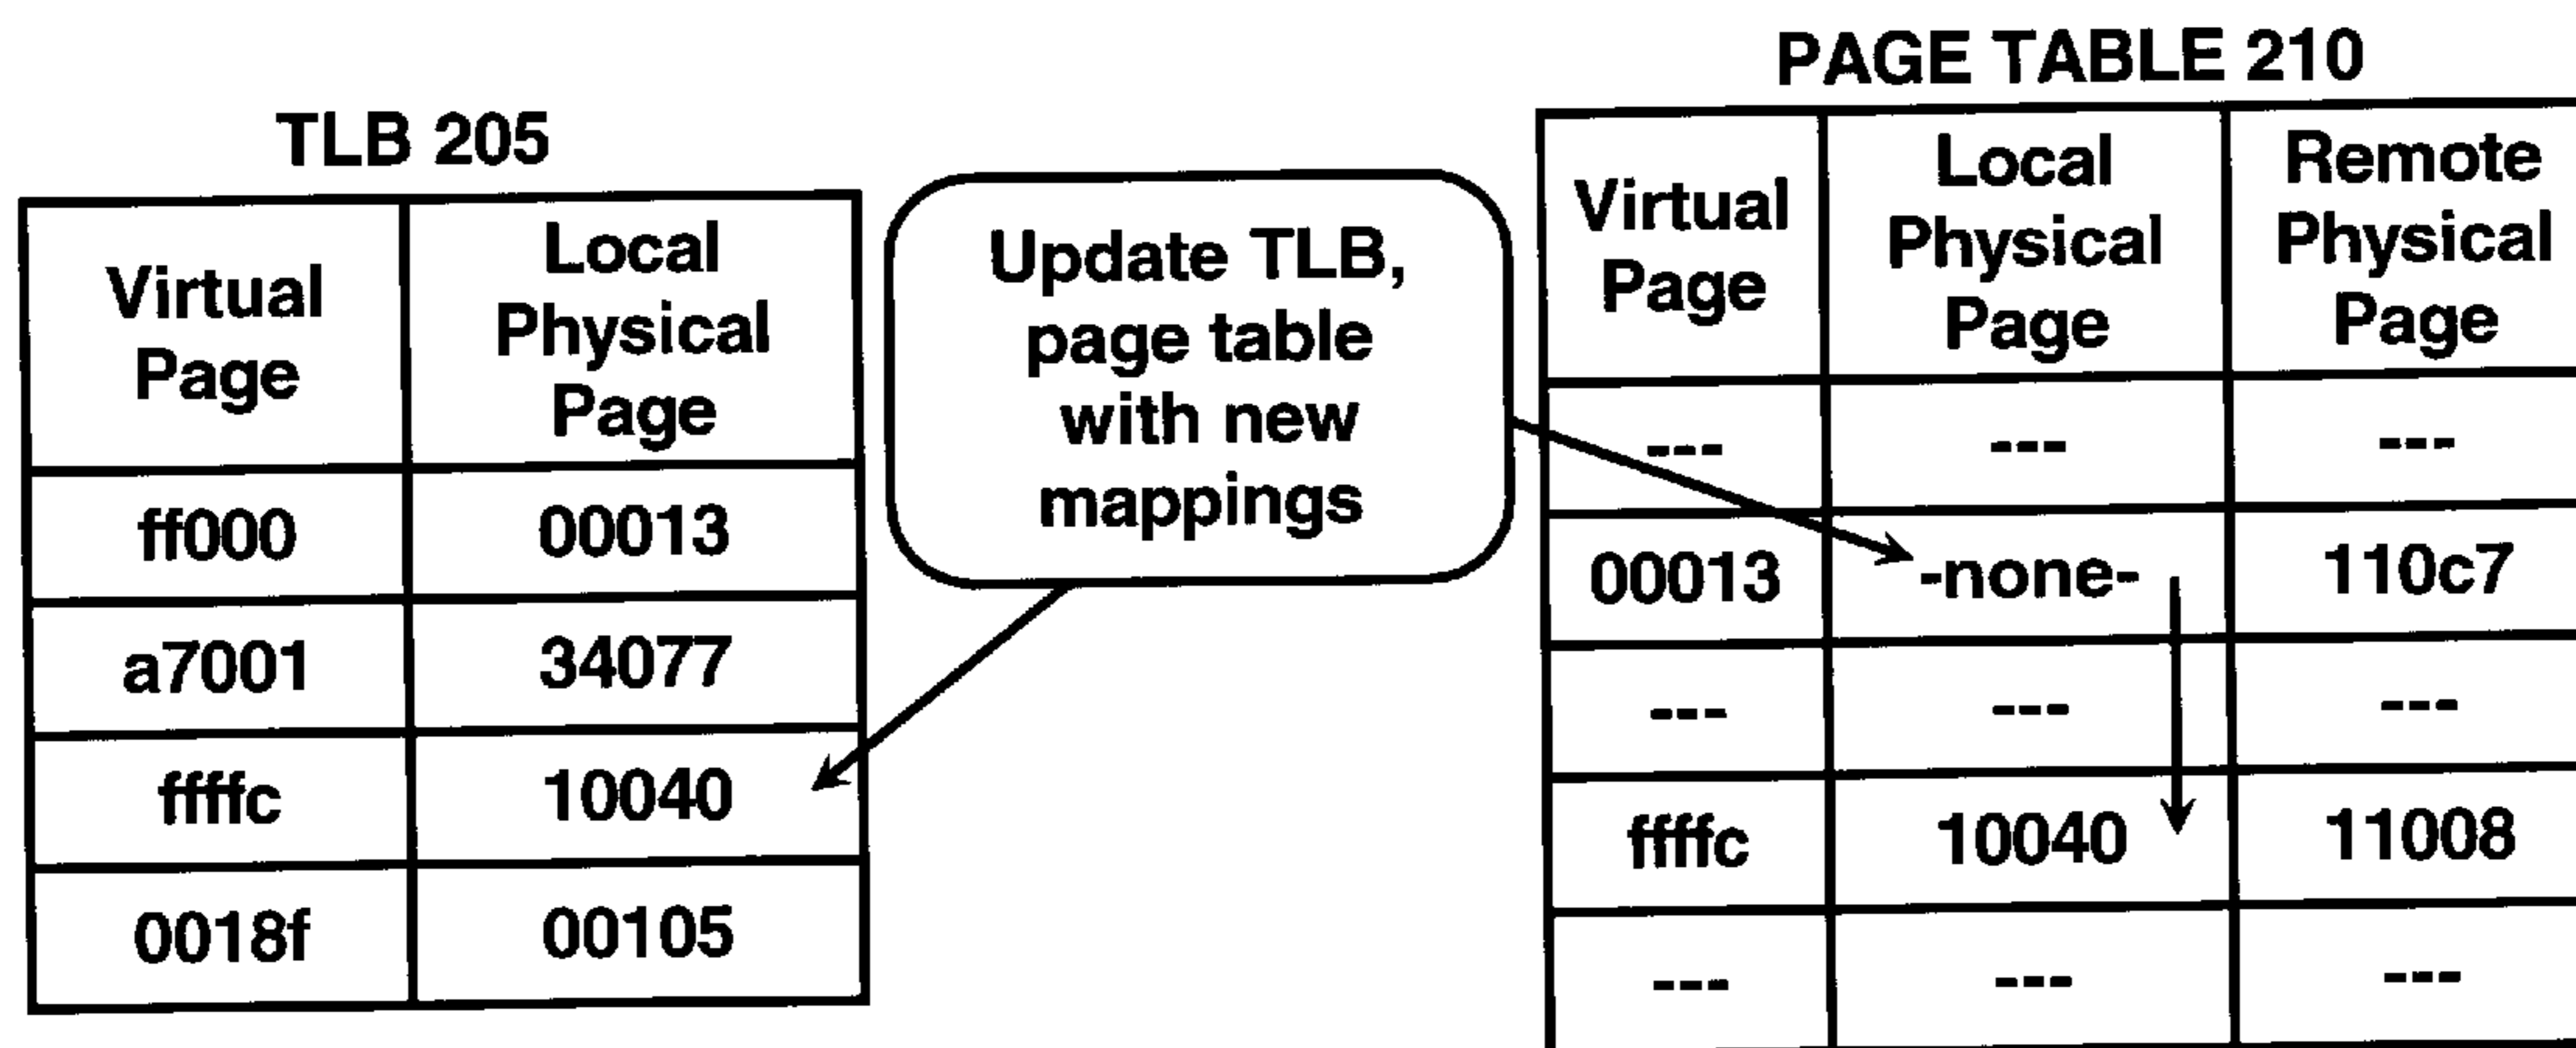 TLB 205
Virtual Page
Local Physical Page
ff000 00013
a7001 34077
ffffc 10040
0018f 00105
Update TLB,
page table
with new
mappings
PAGE TABLE 210
Virtual Page
Local Physical Page
Remote Physical Page
--- --- ---
00013 -none- 110c7
--- --- ---
ffffc 10040 11008
--- --- ---